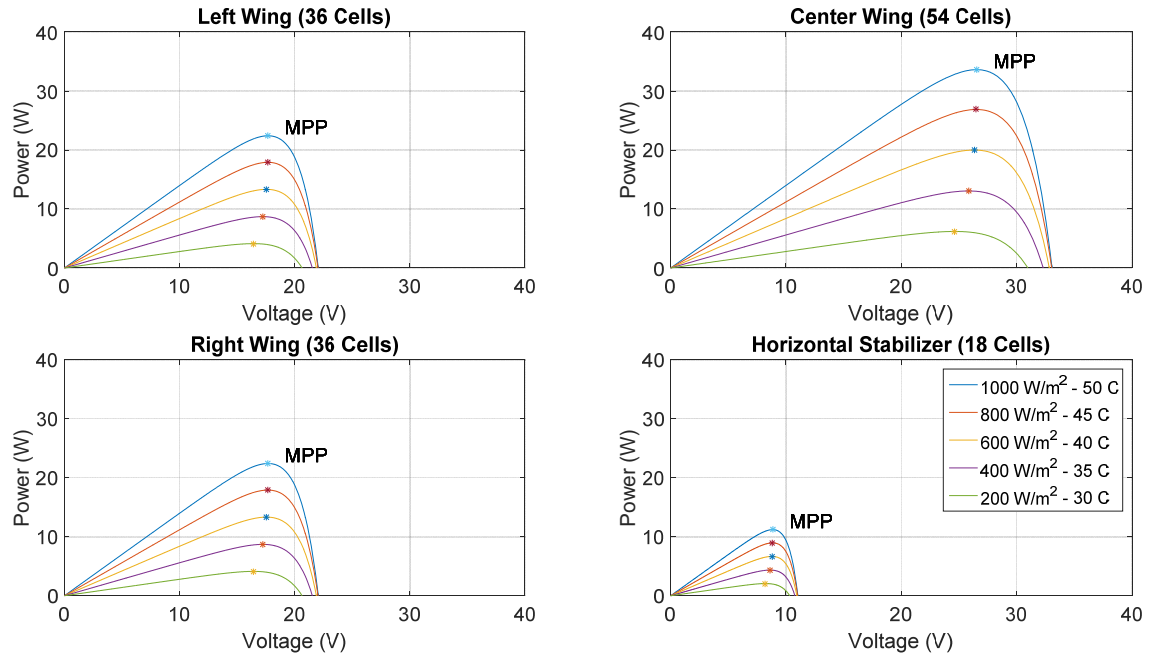 Left Wing (36 Cells)
40
30
20
10
0
Power (W)
MPP
0 10 20 30 40
Voltage (V)
Center Wing (54 Cells)
40
30
20
10
0
Power (W)
MPP
0 10 20 30 40
Voltage (V)
Right Wing (36 Cells)
40
30
20
10
0
Power (W)
MPP
0 10 20 30 40
Voltage (V)
Horizontal Stabilizer (18 Cells)
40
30
20
10
0
Power (W)
1000 W/m² - 50 C
800 W/m² - 45 C
600 W/m² - 40 C
400 W/m² - 35 C
200 W/m² - 30 C
MPP
0 10 20 30 40
Voltage (V)